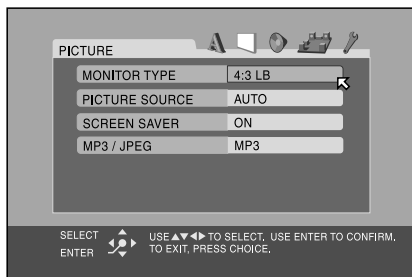 PICTURE
MONITOR TYPE 4:3 LB
PICTURE SOURCE AUTO
SCREEN SAVER ON
MP3 / JPEG MP3
SELECT
ENTER
USE ▲▼◀▶ TO SELECT, USE ENTER TO CONFIRM.
TO EXIT, PRESS CHOICE.